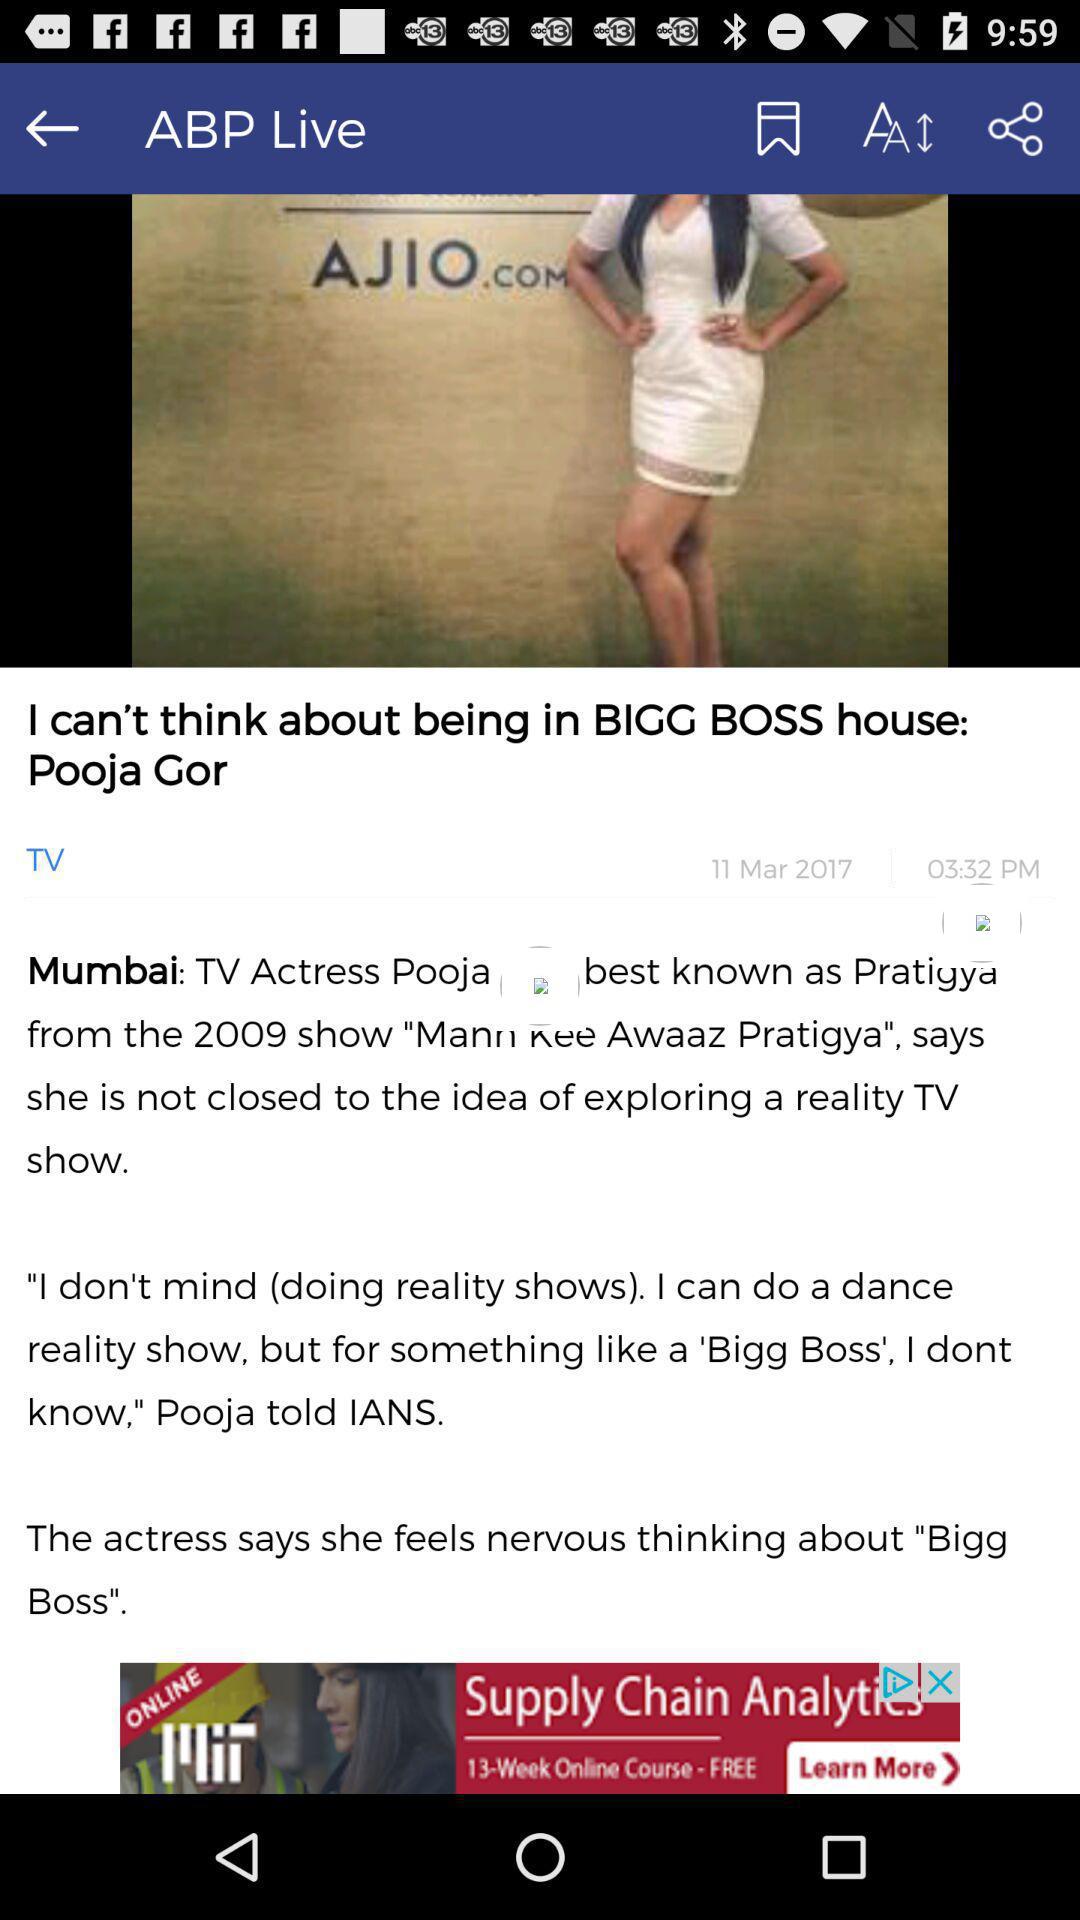 9:59
ABP Live
AJIO.COM
I can’t think about being in BIGG BOSS house:
Pooja Gor
TV
11 Mar 2017
03:32 PM
Mumbai: TV Actress Pooja best known as Pratigya
from the 2009 show "Mann Kee Awaaz Pratigya", says
she is not closed to the idea of exploring a reality TV
show.
"I don't mind (doing reality shows). I can do a dance
reality show, but for something like a 'Bigg Boss', I dont
know," Pooja told IANS.
The actress says she feels nervous thinking about "Bigg
Boss".
ONLINE
MIT
Supply Chain Analytics
13-Week Online Course - FREE
Learn More ❯